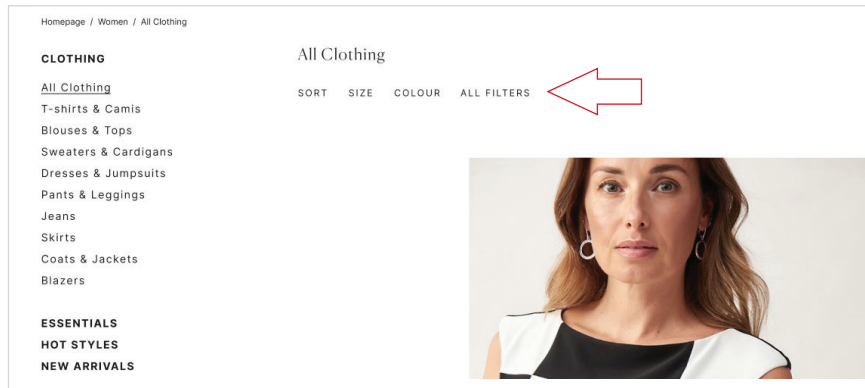 Homepage / Women / All Clothing
CLOTHING
All Clothing
T-shirts & Camis
Blouses & Tops
Sweaters & Cardigans
Dresses & Jumpsuits
Pants & Leggings
Jeans
Skirts
Coats & Jackets
Blazers
ESSENTIALS
HOT STYLES
NEW ARRIVALS
All Clothing
SORT SIZE COLOUR ALL FILTERS